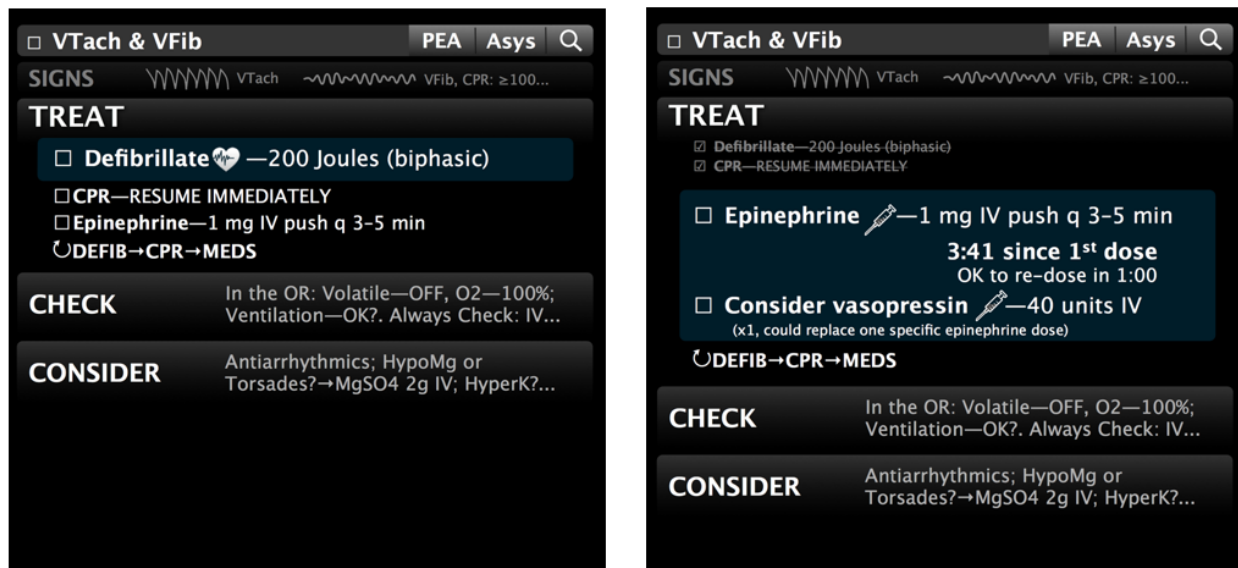 □ VTach & VFib PEA Asys
SIGNS VTach VFib, CPR: ≥100...
TREAT
□ Defibrillate —200 Joules (biphasic)
□ CPR—RESUME IMMEDIATELY
□ Epinephrine—1 mg IV push q 3-5 min
↻DEFIB→CPR→MEDS
CHECK
In the OR: Volatile—OFF, O2—100%;
Ventilation—OK?. Always Check: IV...
CONSIDER
Antiarrhythmics; HypoMg or
Torsades?→MgSO4 2g IV; HyperK?...
□ VTach & VFib PEA Asys
SIGNS VTach VFib, CPR: ≥100...
TREAT
☑ Defibrillate—200 Joules (biphasic)
☑ CPR—RESUME IMMEDIATELY
□ Epinephrine —1 mg IV push q 3-5 min
3:41 since 1st dose
OK to re-dose in 1:00
□ Consider vasopressin —40 units IV
(x1, could replace one specific epinephrine dose)
↻DEFIB→CPR→MEDS
CHECK
In the OR: Volatile—OFF, O2—100%;
Ventilation—OK?. Always Check: IV...
CONSIDER
Antiarrhythmics; HypoMg or
Torsades?→MgSO4 2g IV; HyperK?...